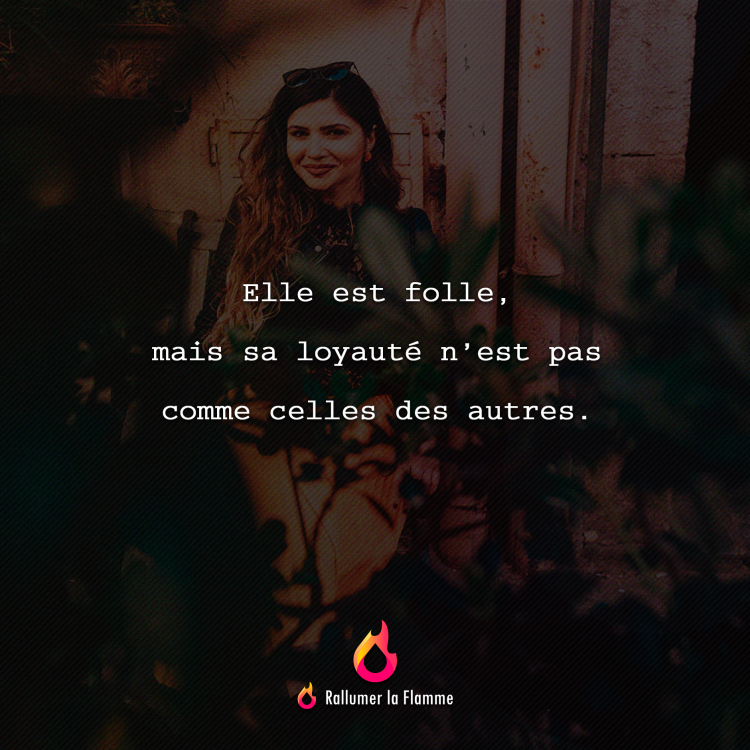 Elle est folle,
mais sa loyauté n’est pas
comme celles des autres.
Rallumer la Flamme